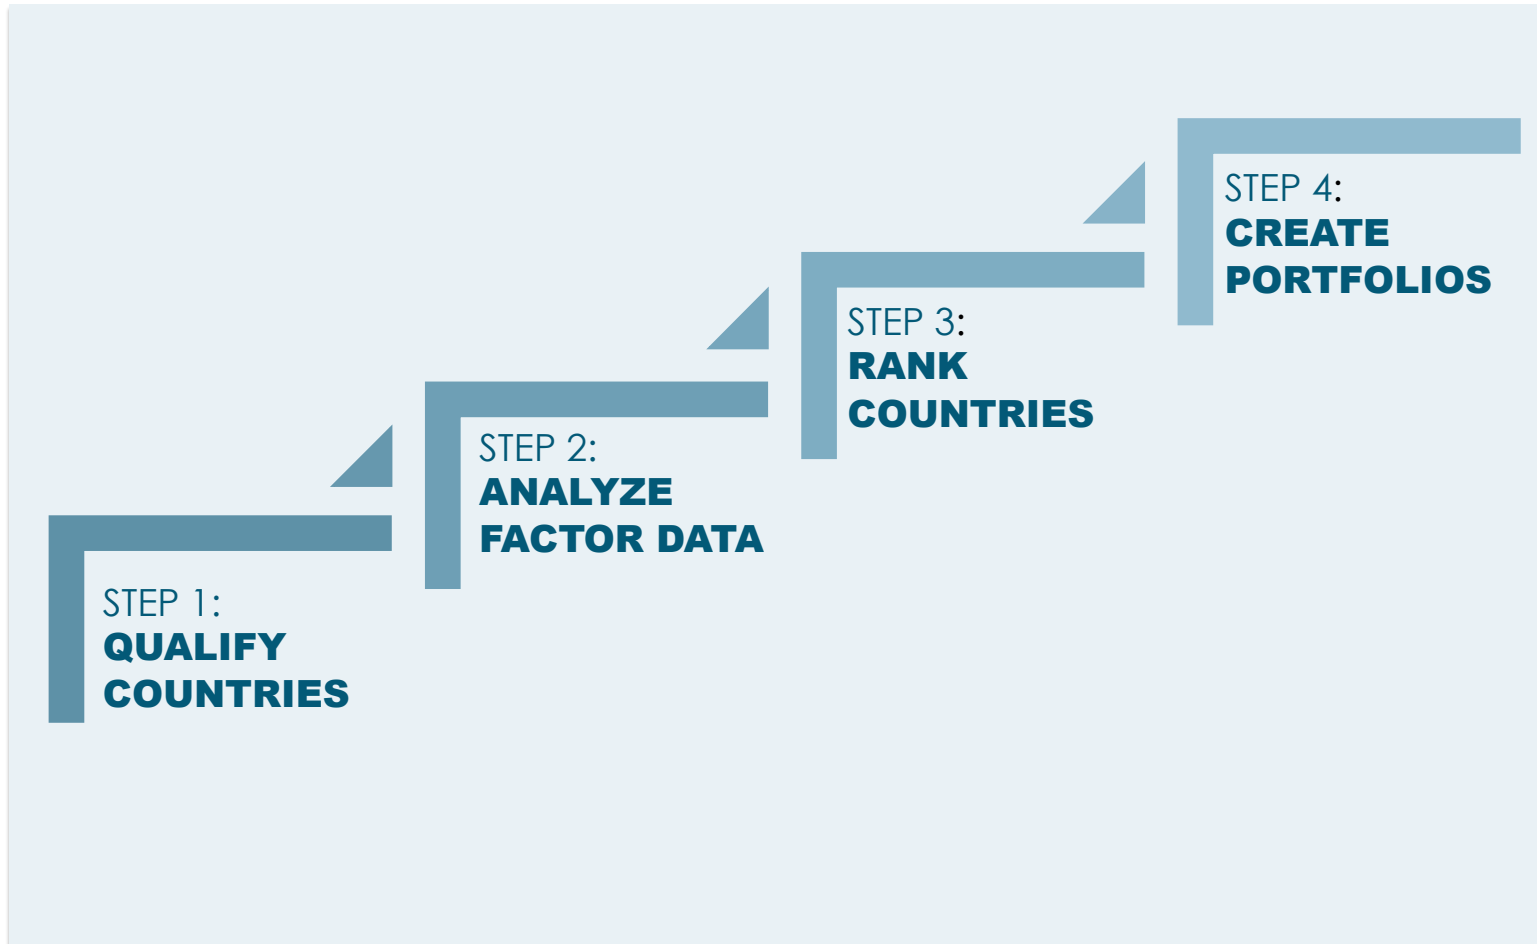 STEP 1:
QUALIFY
COUNTRIES
STEP 2:
ANALYZE
FACTOR DATA
STEP 3:
RANK
COUNTRIES
STEP 4:
CREATE
PORTFOLIOS